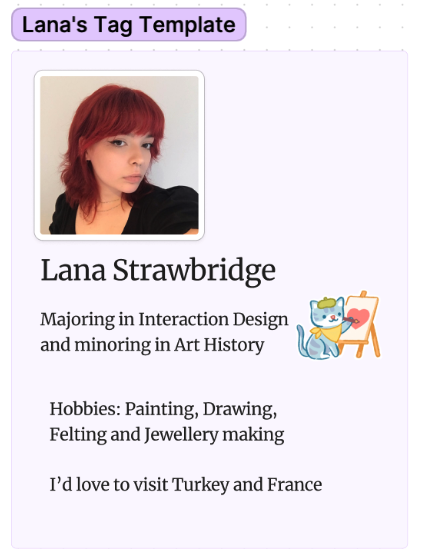 Lana's Tag Template
Lana Strawbridge
Majoring in Interaction Design
and minoring in Art History
Hobbies: Painting, Drawing,
Felting and Jewellery making
I’d love to visit Turkey and France